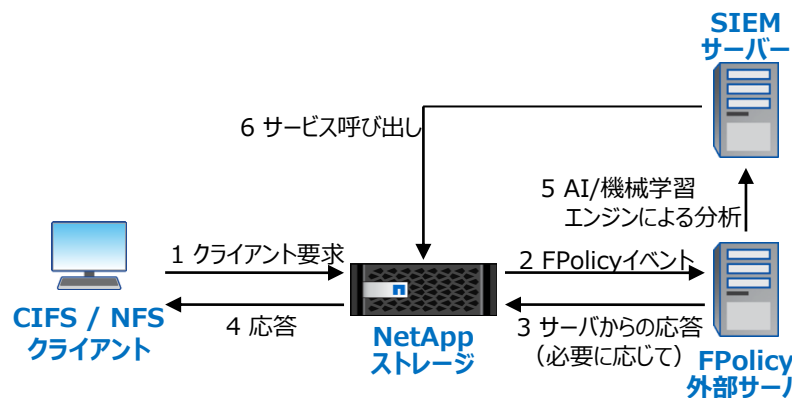 SIEM
サーバー
6 サービス呼び出し
5 AI/機械学習
エンジンによる分析
1 クライアント要求
2 FPolicyイベント
4 応答
3 サーバからの応答
（必要に応じて）
CIFS / NFS
クライアント
NetApp
ストレージ
FPolicy
外部サーバ